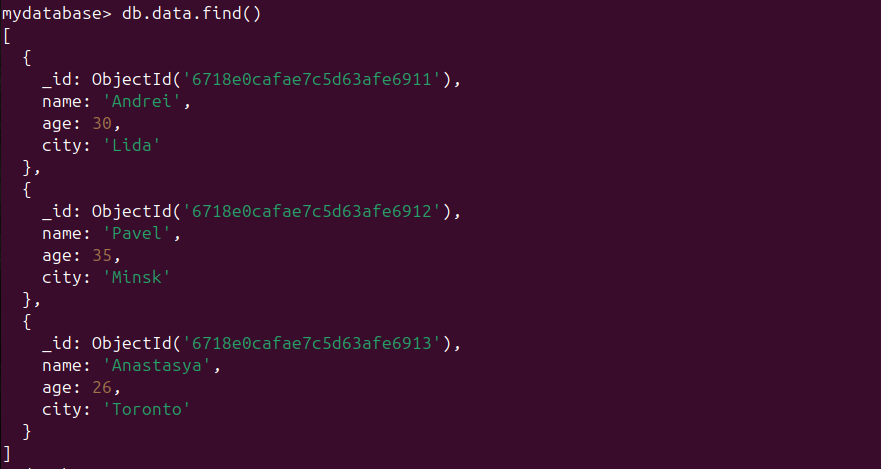 mydatabase> db.data.find()
[
  {
    _id: ObjectId('6718e0cafae7c5d63afe6911'),
    name: 'Andrei',
    age: 30,
    city: 'Lida'
  },
  {
    _id: ObjectId('6718e0cafae7c5d63afe6912'),
    name: 'Pavel',
    age: 35,
    city: 'Minsk'
  },
  {
    _id: ObjectId('6718e0cafae7c5d63afe6913'),
    name: 'Anastasya',
    age: 26,
    city: 'Toronto'
  }
]